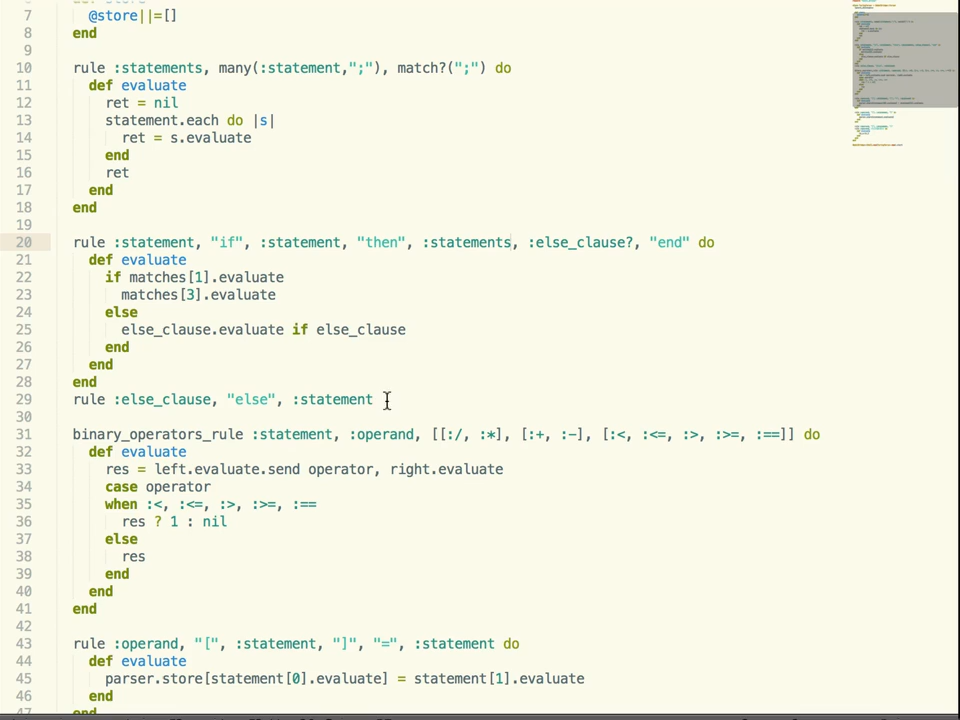 7 @store||=[]
8 end
9
10 rule :statements, many(:statement,";"), match?(";") do
11 def evaluate
12 ret = nil
13 statement.each do |s|
14 ret = s.evaluate
15 end
16 ret
17 end
18 end
19
20 rule :statement, "if", :statement, "then", :statements, :else_clause?, "end" do
21 def evaluate
22 if matches[1].evaluate
23 matches[3].evaluate
24 else
25 else_clause.evaluate if else_clause
26 end
27 end
28 end
29 rule :else_clause, "else", :statement
30
31 binary_operators_rule :statement, :operand, [[:/, :*], [:+, :-], [:<, :<=, :>, :>=, :==]] do
32 def evaluate
33 res = left.evaluate.send operator, right.evaluate
34 case operator
35 when :<, :<=, :>, :>=, :==
36 res ? 1 : nil
37 else
38 res
39 end
40 end
41 end
42
43 rule :operand, "[", :statement, "]", "=", :statement do
44 def evaluate
45 parser.store[statement[0].evaluate] = statement[1].evaluate
46 end
47 end